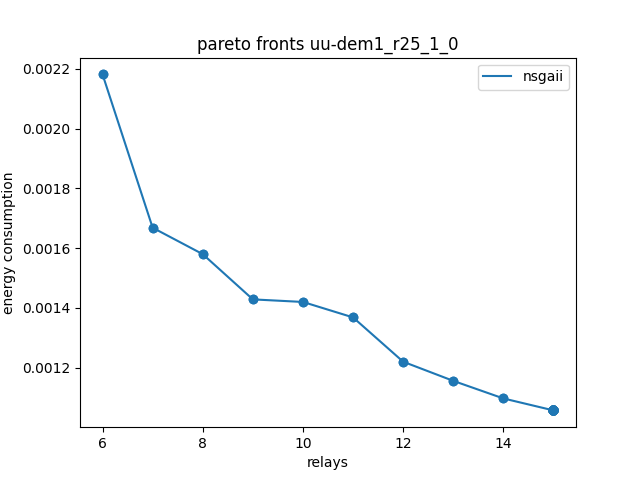 pareto fronts uu-dem1_r25_1_0
nsgaii
0.0022
0.0020
0.0018
0.0016
0.0014
0.0012
energy consumption
6 8 10 12 14
relays